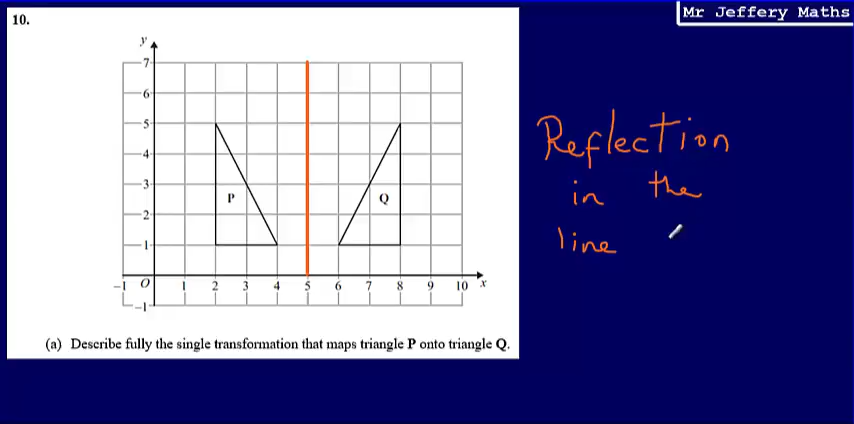 Mr Jeffery Maths
10.
y
7
6
5
4
3
2
1
P
Q
-1 O 1 2 3 4 5 6 7 8 9 10 x
-1
(a) Describe fully the single transformation that maps triangle P onto triangle Q.
Reflection
in the
line